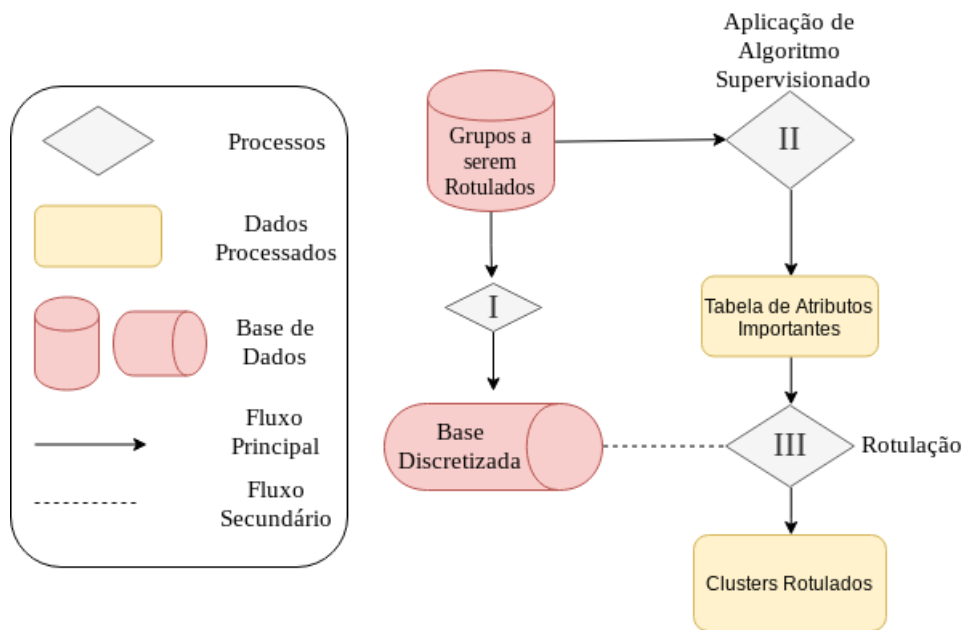 Processos
Dados
Processados
Base de
Dados
Fluxo
Principal
Fluxo
Secundário
Aplicação de
Algoritmo
Supervisionado
Grupos a
serem
Rotulados
II
I
Tabela de Atributos
Importantes
Base
Discretizada
III
Rotulação
Clusters Rotulados